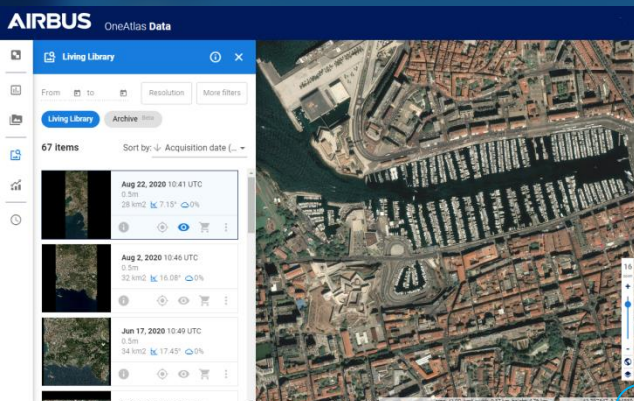 AIRBUS OneAtlas Data
Living Library
From to Resolution More filters
Living Library Archive Beta
67 items Sort by: ↓ Acquisition date (...
Aug 22, 2020 10:41 UTC
0.5m
28 km2 7.15° 0%
Aug 2, 2020 10:46 UTC
0.5m
32 km2 16.08° 0%
Jun 17, 2020 10:49 UTC
0.5m
34 km2 17.45° 0%
16
+
-